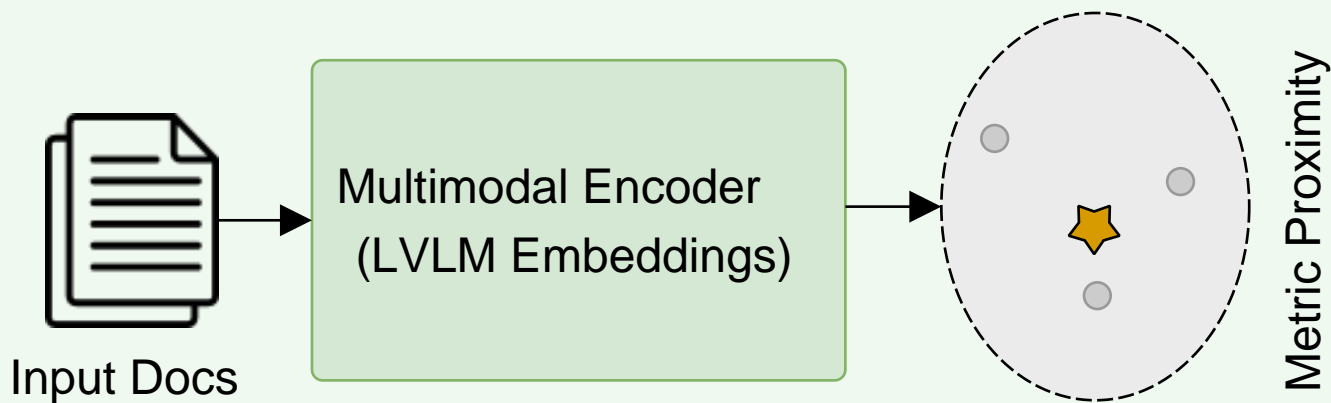 Input Docs
Multimodal Encoder
(LVLM Embeddings)
Metric Proximity